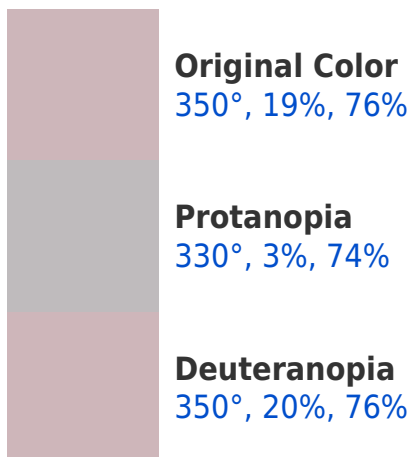 Original Color
350°, 19%, 76%
Protanopia
330°, 3%, 74%
Deuteranopia
350°, 20%, 76%